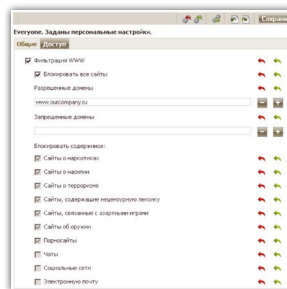 Сохрани
Everyone. Заданы персональные настройки.
Общие Доступ
Фильтрация WWW
Блокировать все сайты
Разрешенные домены
www.ourcompany.ru
Запрещенные домены
Блокировать содержимое:
Сайты о наркотиках
Сайты о насилии
Сайты о терроризме
Сайты, содержащие нецензурную лексику
Сайты, связанные с азартными играми
Сайты об оружии
Порносайты
Чаты
Социальные сети
Электронную почту